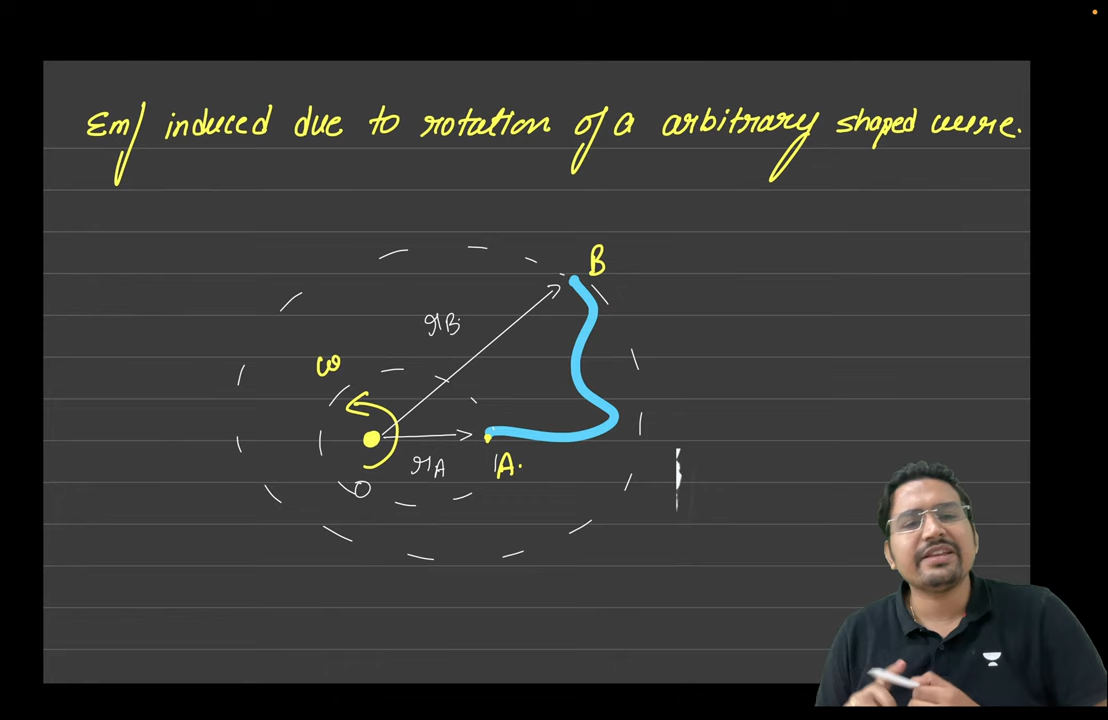 Emf induced due to rotation of a arbitrary shaped wire.
B
rB
ω
rA
A.
O